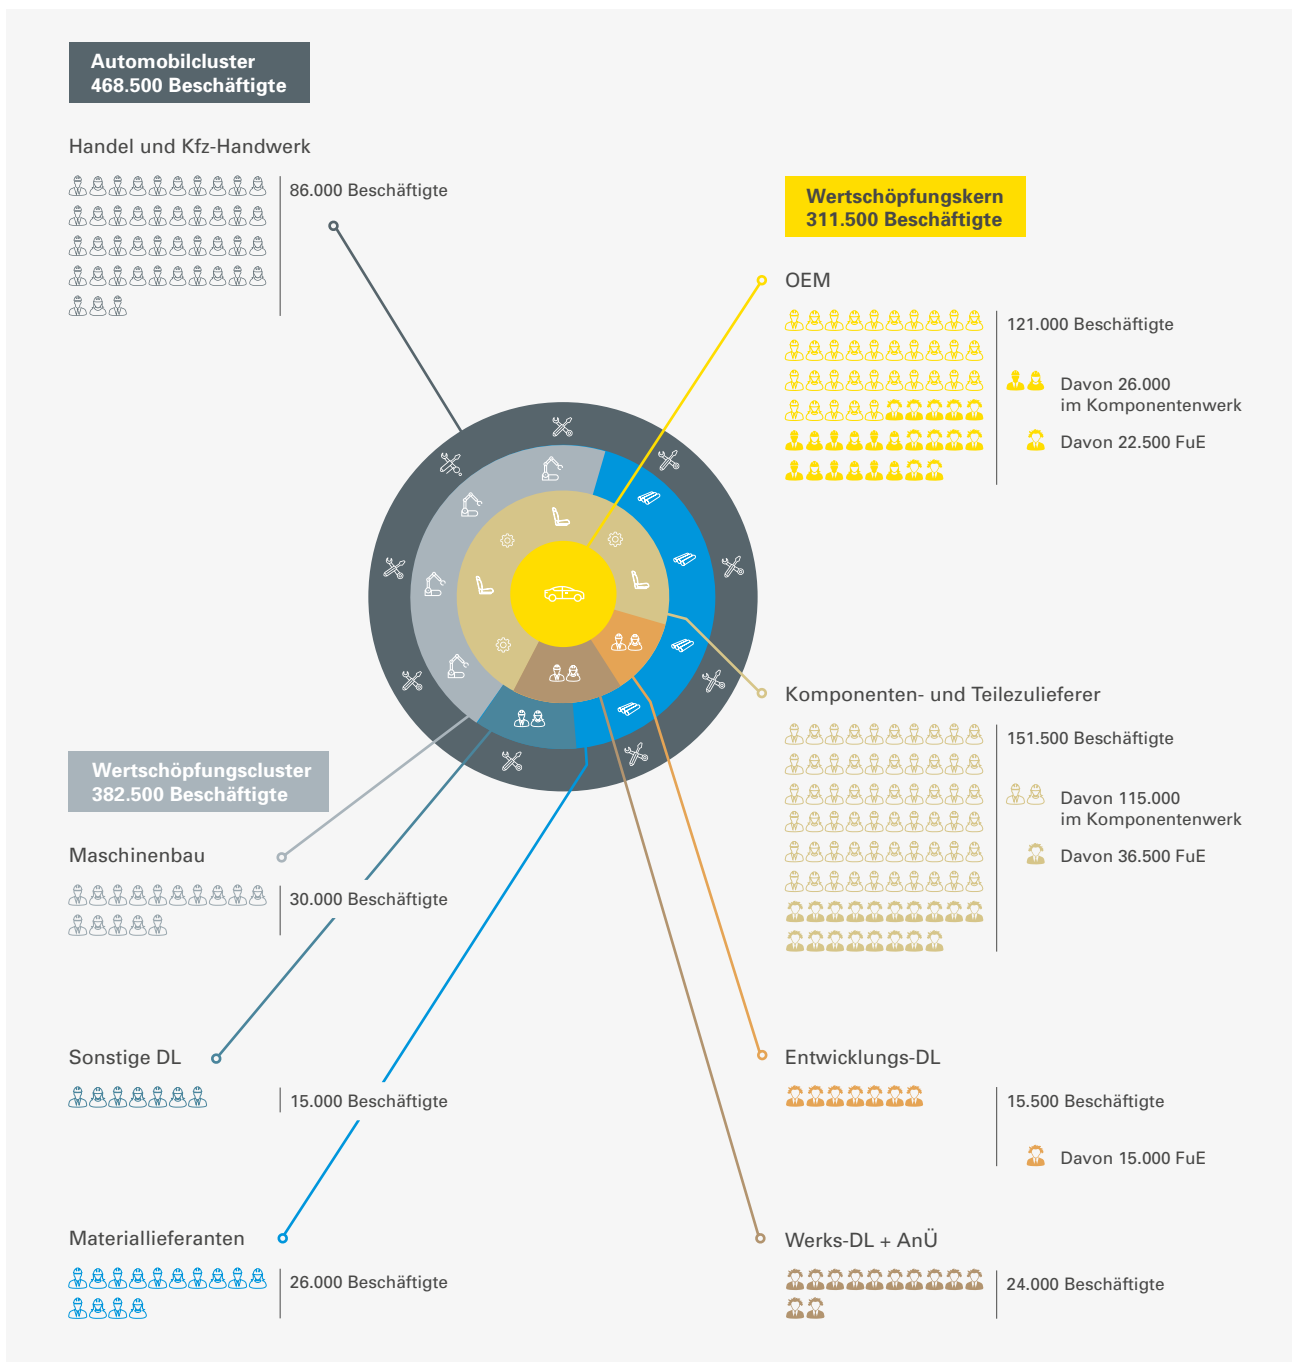 Automobilcluster
468.500 Beschäftigte
Handel und Kfz-Handwerk
86.000 Beschäftigte
Wertschöpfungskern
311.500 Beschäftigte
OEM
121.000 Beschäftigte
Davon 26.000
im Komponentenwerk
Davon 22.500 FuE
Komponenten- und Teilezulieferer
151.500 Beschäftigte
Davon 115.000
im Komponentenwerk
Davon 36.500 FuE
Wertschöpfungscluster
382.500 Beschäftigte
Maschinenbau
30.000 Beschäftigte
Sonstige DL
15.000 Beschäftigte
Entwicklungs-DL
15.500 Beschäftigte
Davon 15.000 FuE
Materiallieferanten
26.000 Beschäftigte
Werks-DL + AnÜ
24.000 Beschäftigte